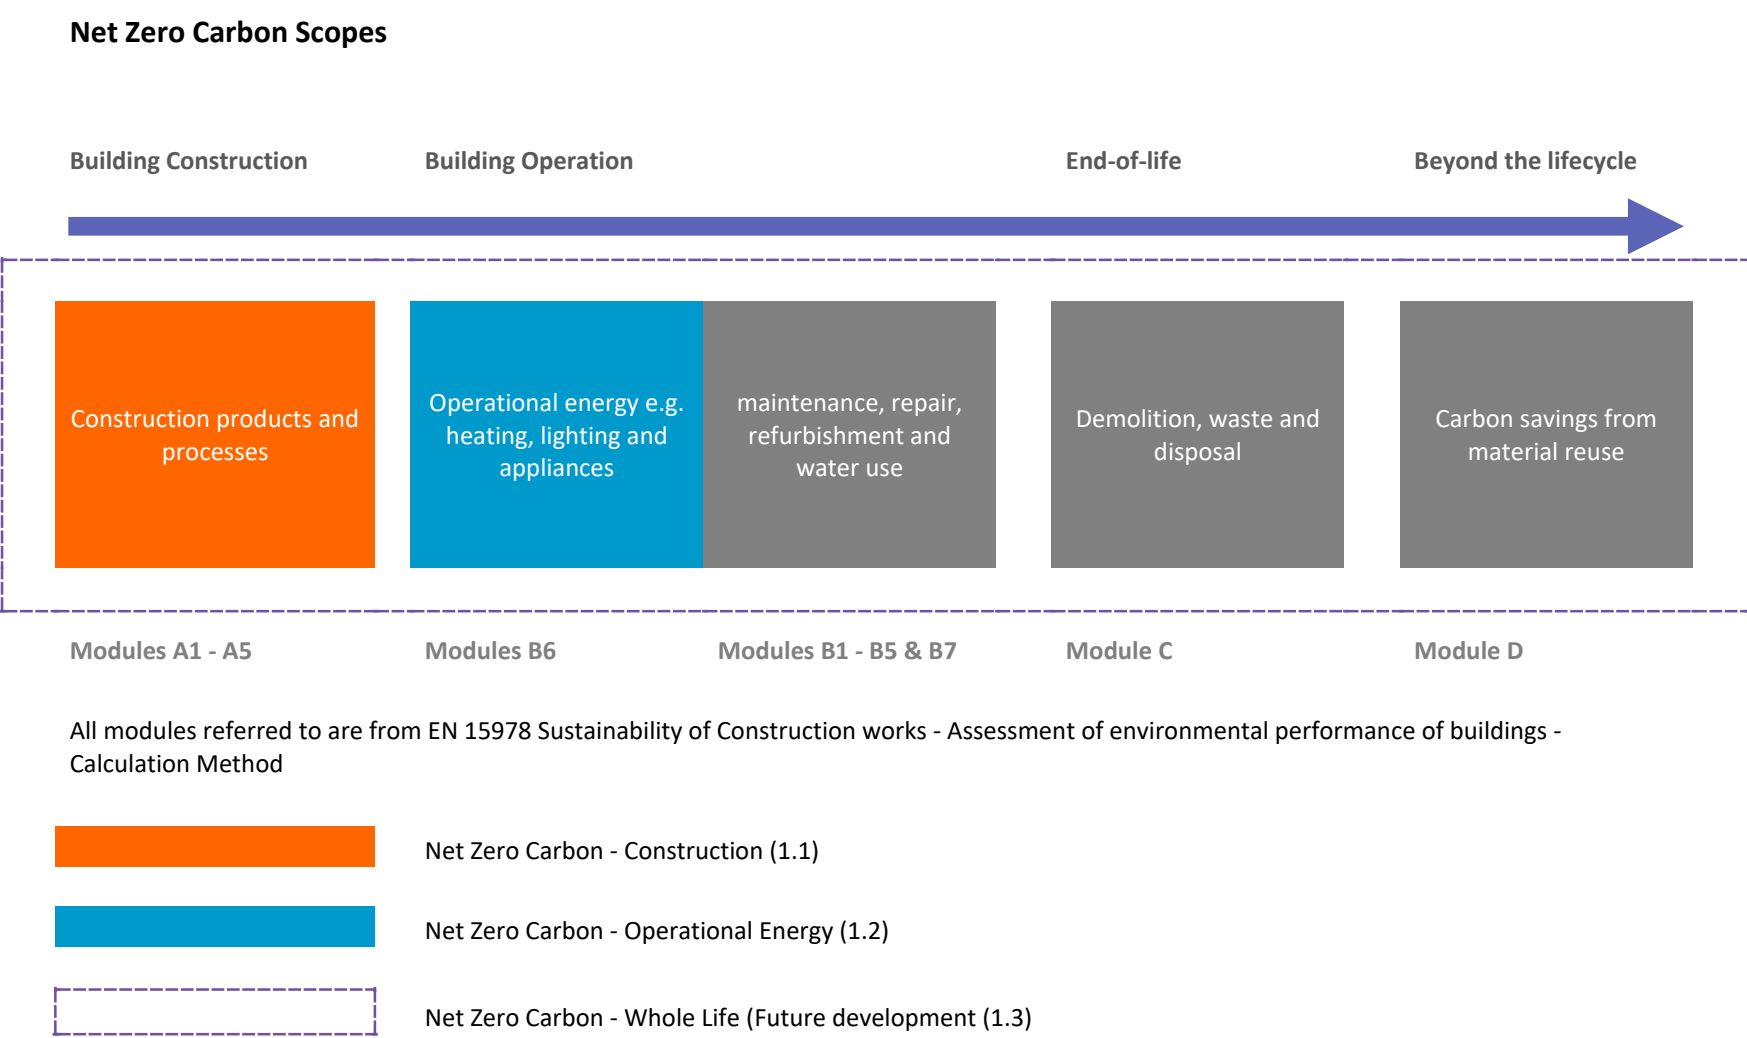 Net Zero Carbon Scopes
Building Construction
Building Operation
End-of-life
Beyond the lifecycle
Construction products and
processes
Operational energy e.g.
heating, lighting and
appliances
maintenance, repair,
refurbishment and
water use
Demolition, waste and
disposal
Carbon savings from
material reuse
Modules A1 - A5
Modules B6
Modules B1 - B5 & B7
Module C
Module D
All modules referred to are from EN 15978 Sustainability of Construction works - Assessment of environmental performance of buildings -
Calculation Method
Net Zero Carbon - Construction (1.1)
Net Zero Carbon - Operational Energy (1.2)
Net Zero Carbon - Whole Life (Future development (1.3)